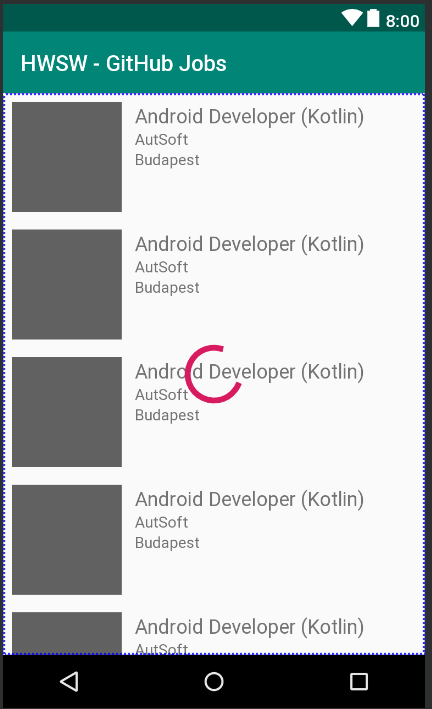 8:00
HWSW - GitHub Jobs
Android Developer (Kotlin)
AutSoft
Budapest
Android Developer (Kotlin)
AutSoft
Budapest
Android Developer (Kotlin)
AutSoft
Budapest
Android Developer (Kotlin)
AutSoft
Budapest
Android Developer (Kotlin)
AutSoft